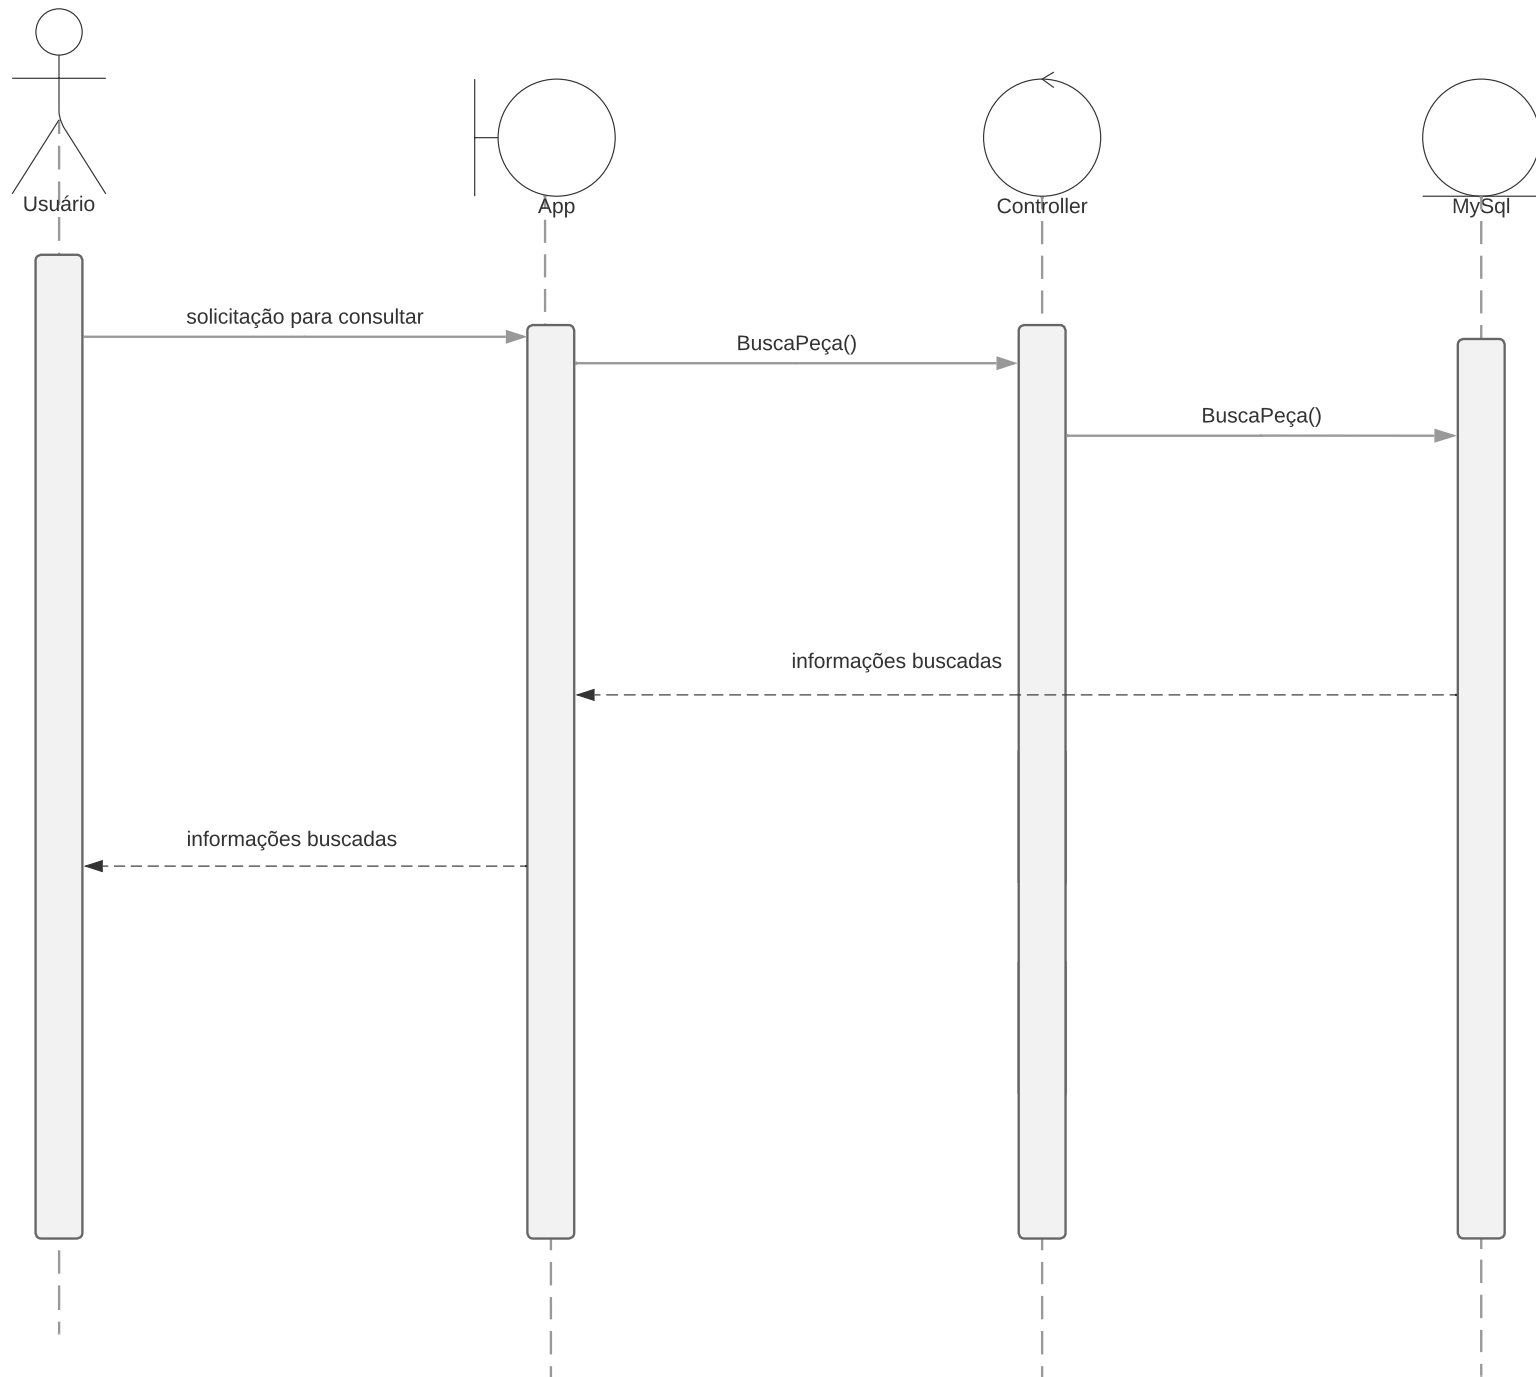 Usuário
App
Controller
MySql
solicitação para consultar
BuscaPeça()
BuscaPeça()
informações buscadas
informações buscadas